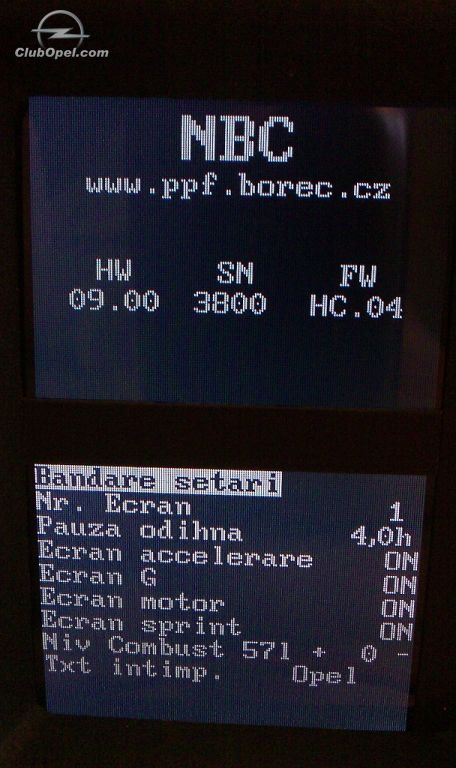 ClubOpel.com
NBC
www.ppf.borec.cz
HW SN FW
09.00 3800 HC.04
Bandare setari
Nr. Ecran 1
Pauza odihna 4,0h
Ecran accelerare ON
Ecran G ON
Ecran motor ON
Ecran sprint ON
Niv Combust 57l + 0 -
Txt intimp. Opel